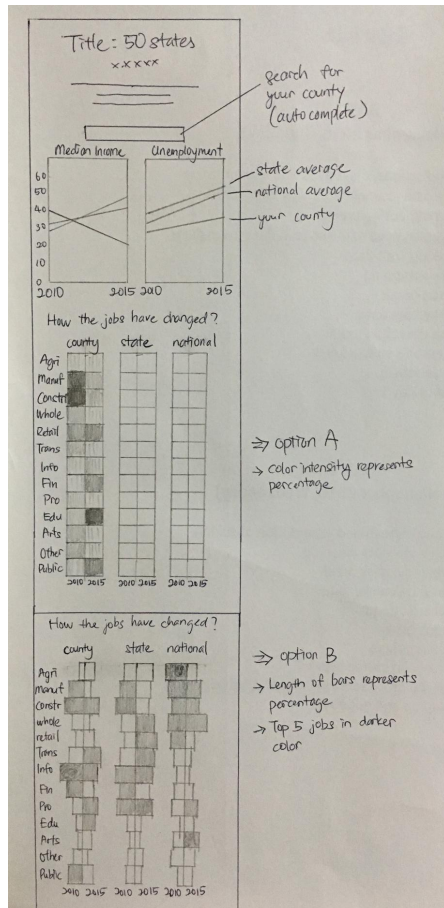 Title: 50 states
xxxxx
search for
your county
(autocomplete)
Median Income
Unemployment
60
50
40
30
20
10
0
2010
2015
2010
2015
state average
national average
your county
How the jobs have changed?
county
state
national
Agri
Manuf
Constr
Whole
Retail
Trans
Info
Fin
Pro
Edu
Arts
Other
Public
2010 2015
2010 2015
2010 2015
⇒ option A
→ color intensity represents
percentage
How the jobs have changed?
county
state
national
Agri
manuf
constr
whole
retail
Trans
Info
Fin
Pro
Edu
Arts
Other
Public
2010 2015
2010 2015
2010 2015
⇒ option B
→ Length of bars represents
percentage
→ Top 5 jobs in darker
color